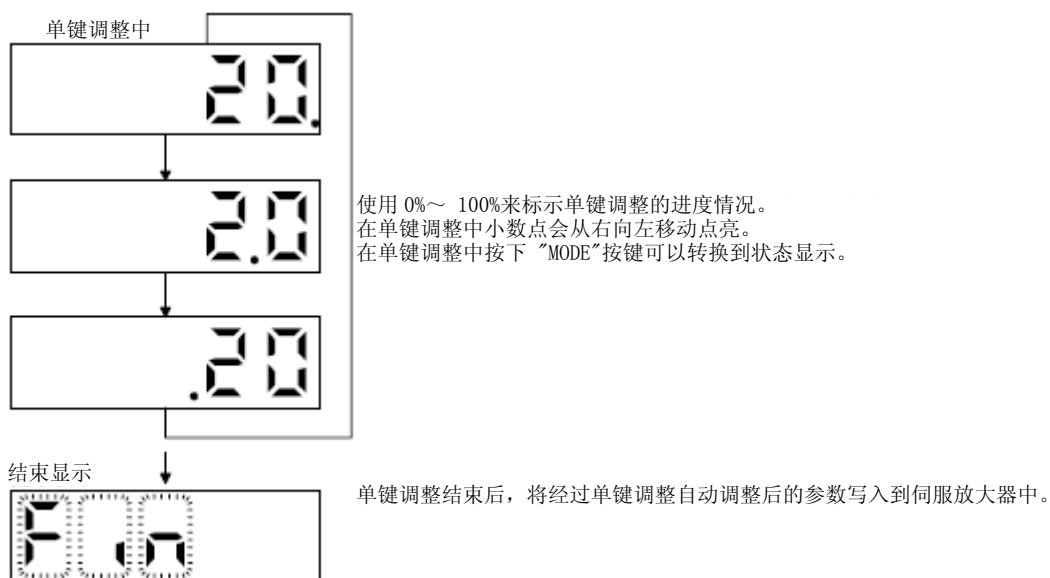 单键调整中
20.
2.0
使用 0%～ 100%来标示单键调整的进度情况。
在单键调整中小数点会从右向左移动点亮。
在单键调整中按下 "MODE"按键可以转换到状态显示。
.20
结束显示
Fin
单键调整结束后，将经过单键调整自动调整后的参数写入到伺服放大器中。